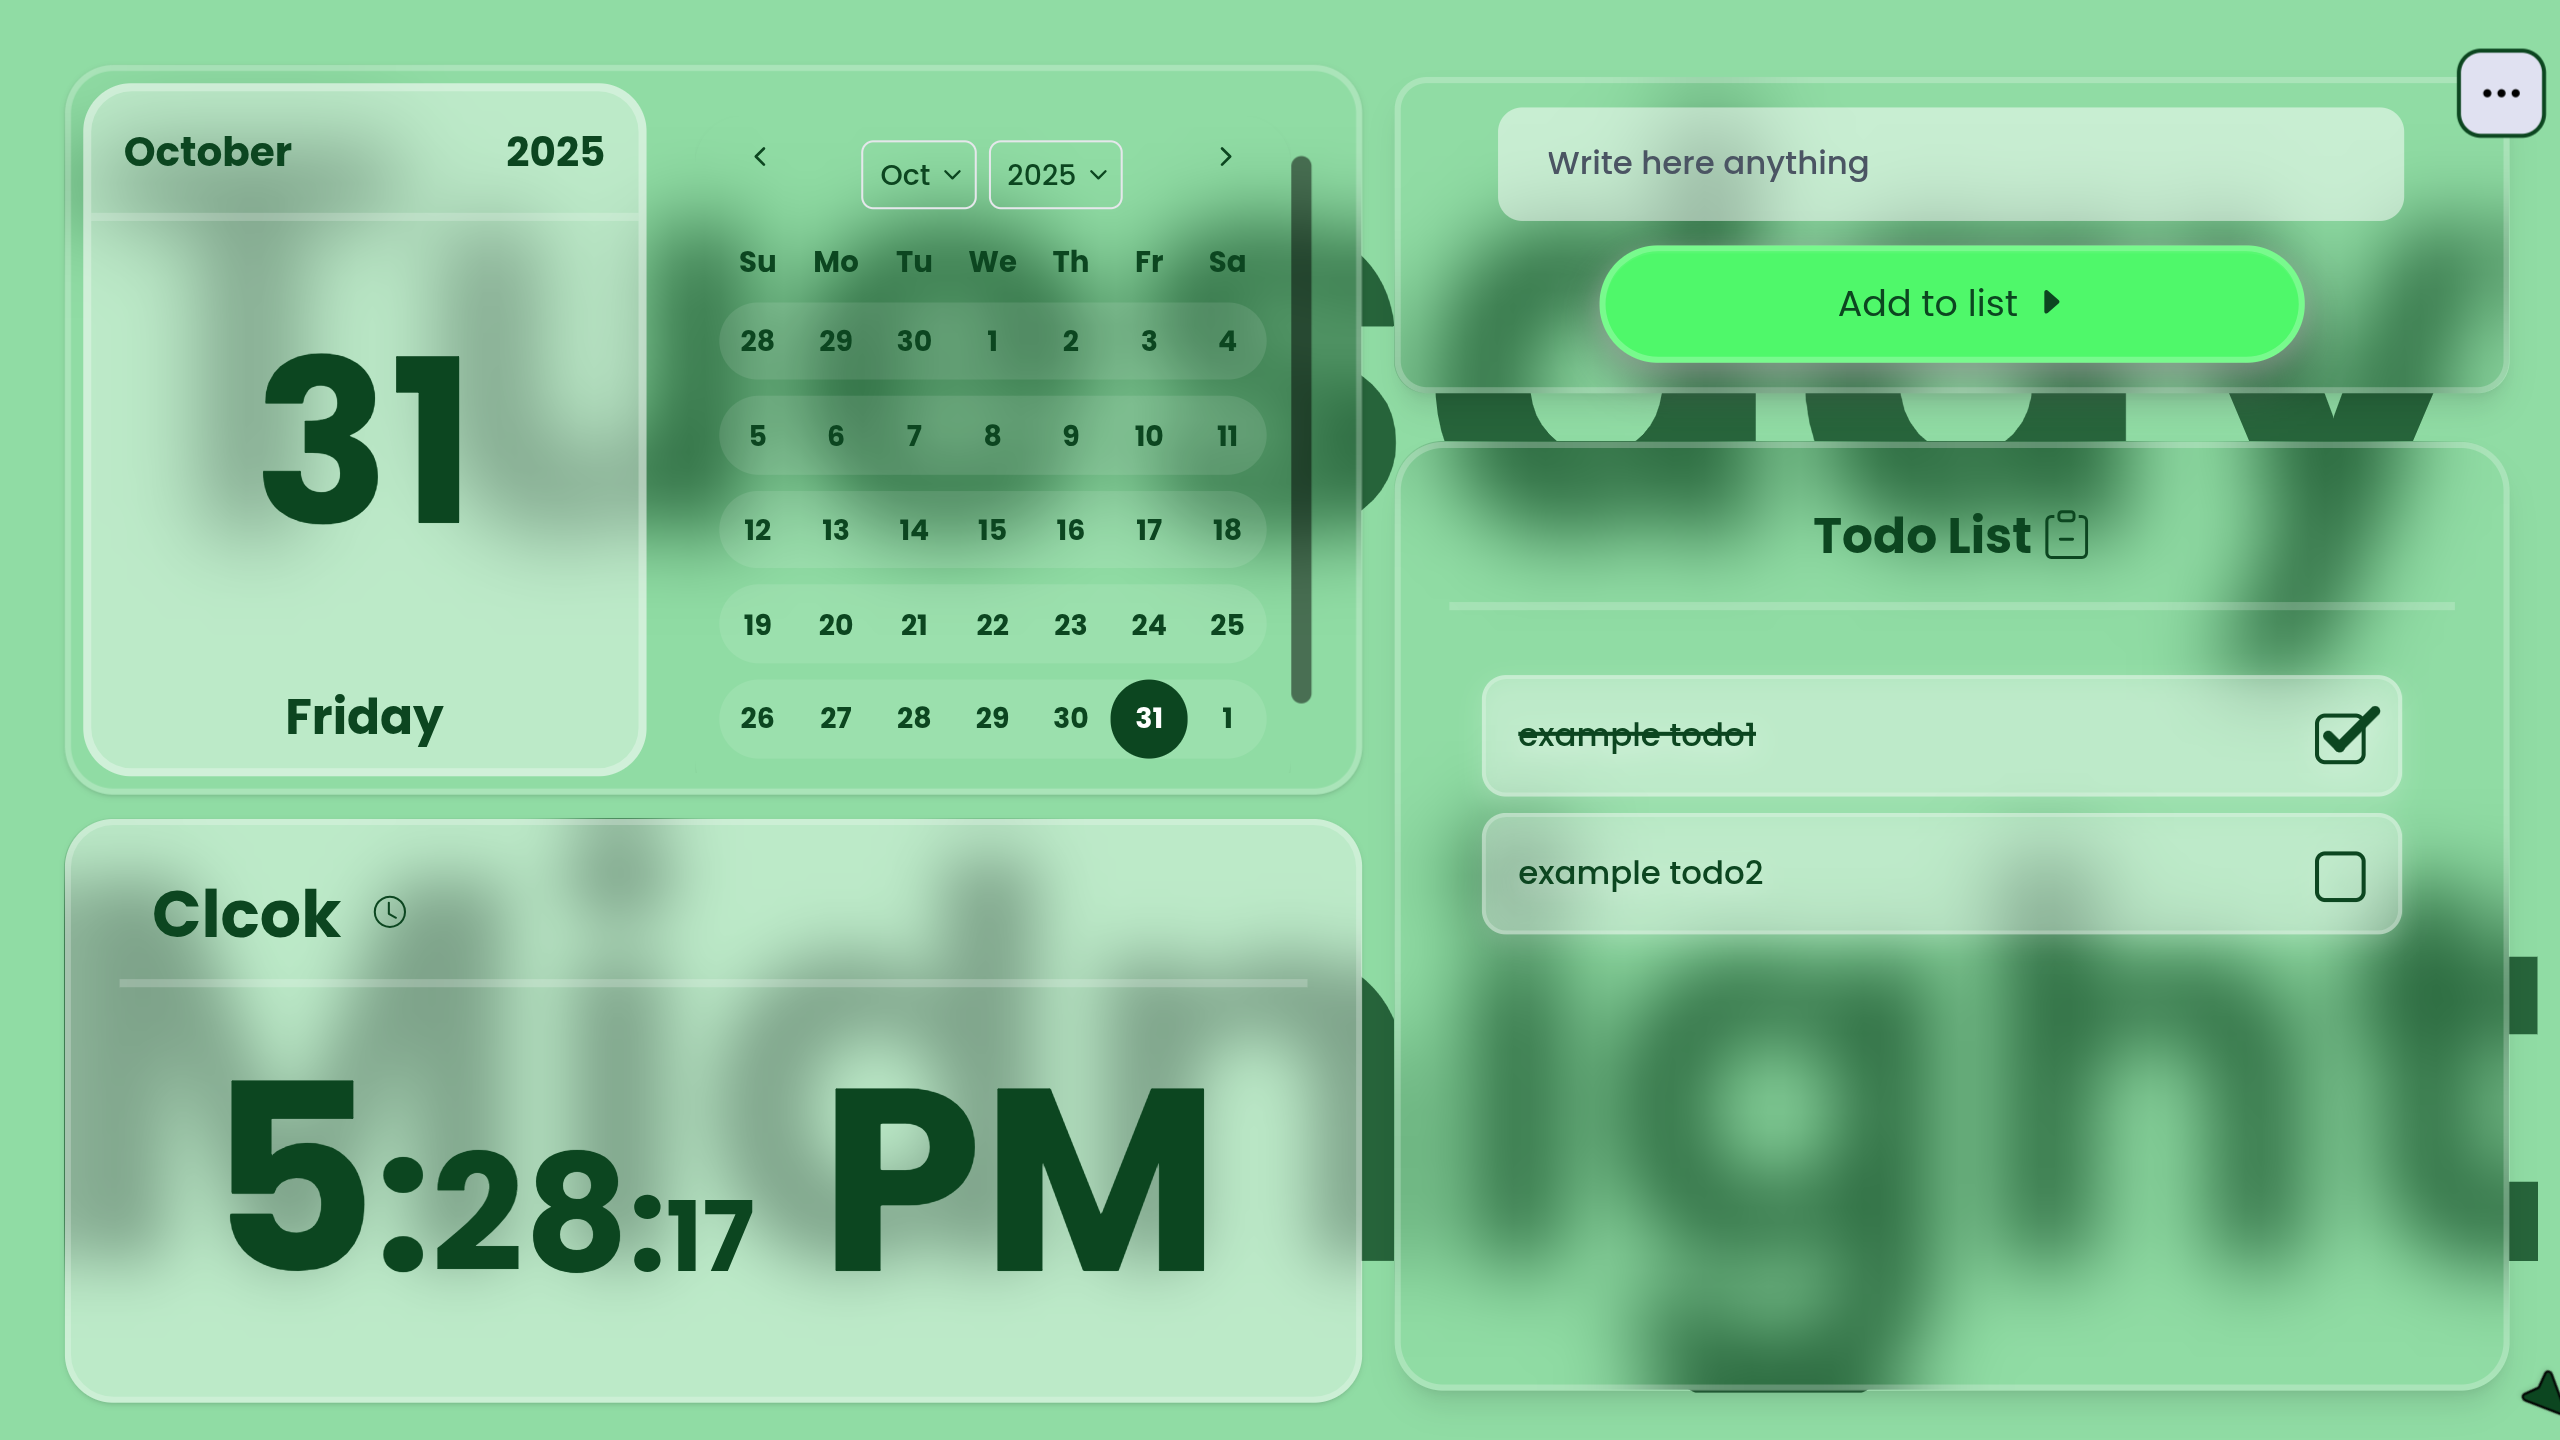 October 2025
31
Friday
Oct 2025
Su Mo Tu We Th Fr Sa
28 29 30 1 2 3 4
5 6 7 8 9 10 11
12 13 14 15 16 17 18
19 20 21 22 23 24 25
26 27 28 29 30 31 1
Clcok
5:28:17 PM
Write here anything
Add to list
Todo List
example todo1
example todo2
Tuesday
Midnight